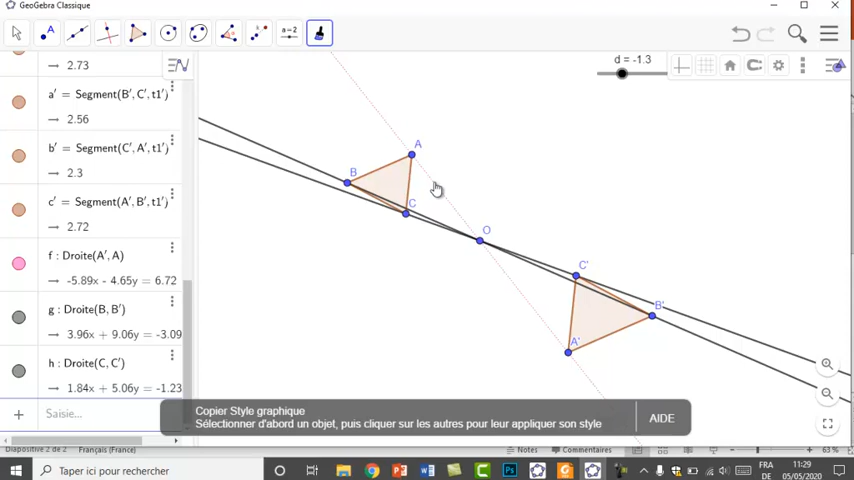 GeoGebra Classique
A
a=2
→ 2.73
a′ = Segment(B′, C′, t1′)
→ 2.56
b′ = Segment(C′, A′, t1′)
→ 2.3
c′ = Segment(A′, B′, t1′)
→ 2.72
f : Droite(A′, A)
→ -5.89x - 4.65y = 6.72
g : Droite(B, B′)
→ 3.96x + 9.06y = -3.09
h : Droite(C, C′)
→ 1.84x + 5.06y = -1.23
+ Saisie...
d = -1.3
A
B
C
O
C'
B'
A'
Copier Style graphique
Sélectionner d'abord un objet, puis cliquer sur les autres pour leur appliquer son style
AIDE
Diapositive 2 de 2 Français (France) Notes Commentaires 63 %
Taper ici pour rechercher
FRA
DE
11:29
05/05/2020